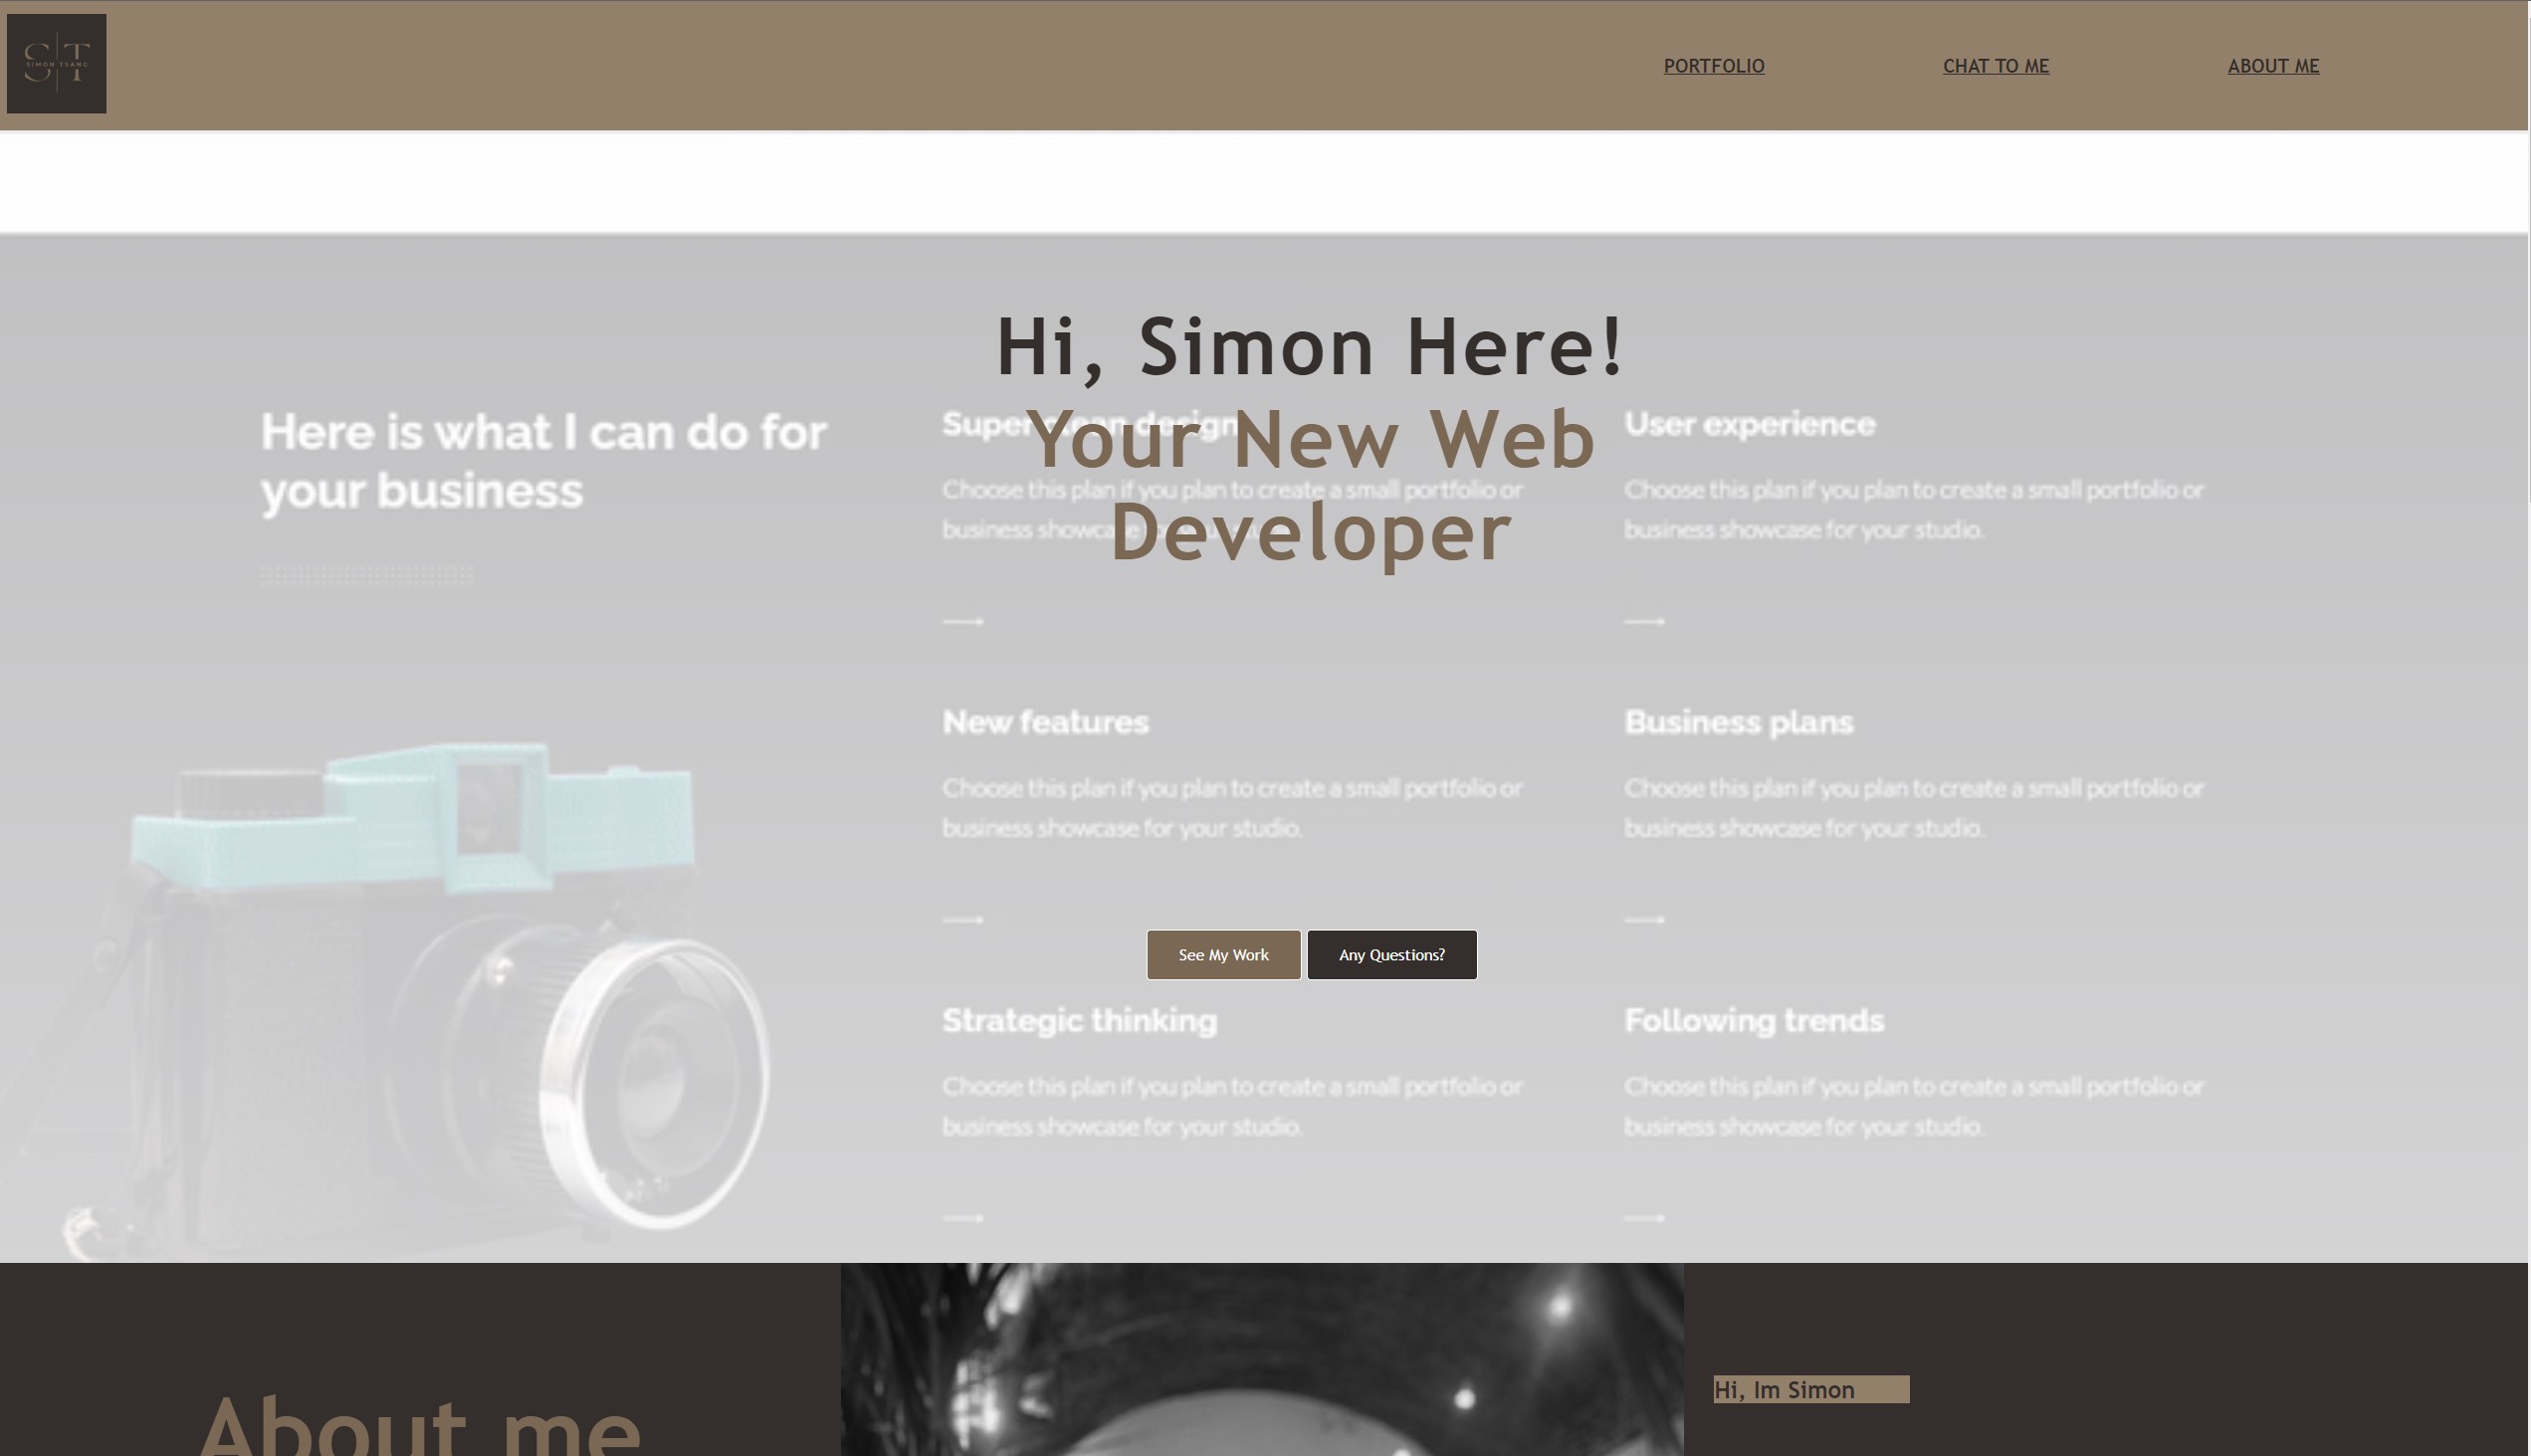 S T
SIMON TSANG
PORTFOLIO
CHAT TO ME
ABOUT ME
Hi, Simon Here!
Your New Web
Developer
Here is what I can do for
your business
design
Choose this plan if you plan to create a small portfolio or
business showcase
User experience
Choose this plan if you plan to create a small portfolio or
business showcase for your studio.
New features
Choose this plan if you plan to create a small portfolio or
business showcase for your studio.
Business plans
Choose this plan if you plan to create a small portfolio or
business showcase for your studio.
See My Work
Any Questions?
Strategic thinking
Choose this plan if you plan to create a small portfolio or
business showcase for your studio.
Following trends
Choose this plan if you plan to create a small portfolio or
business showcase for your studio.
About me
Hi, Im Simon